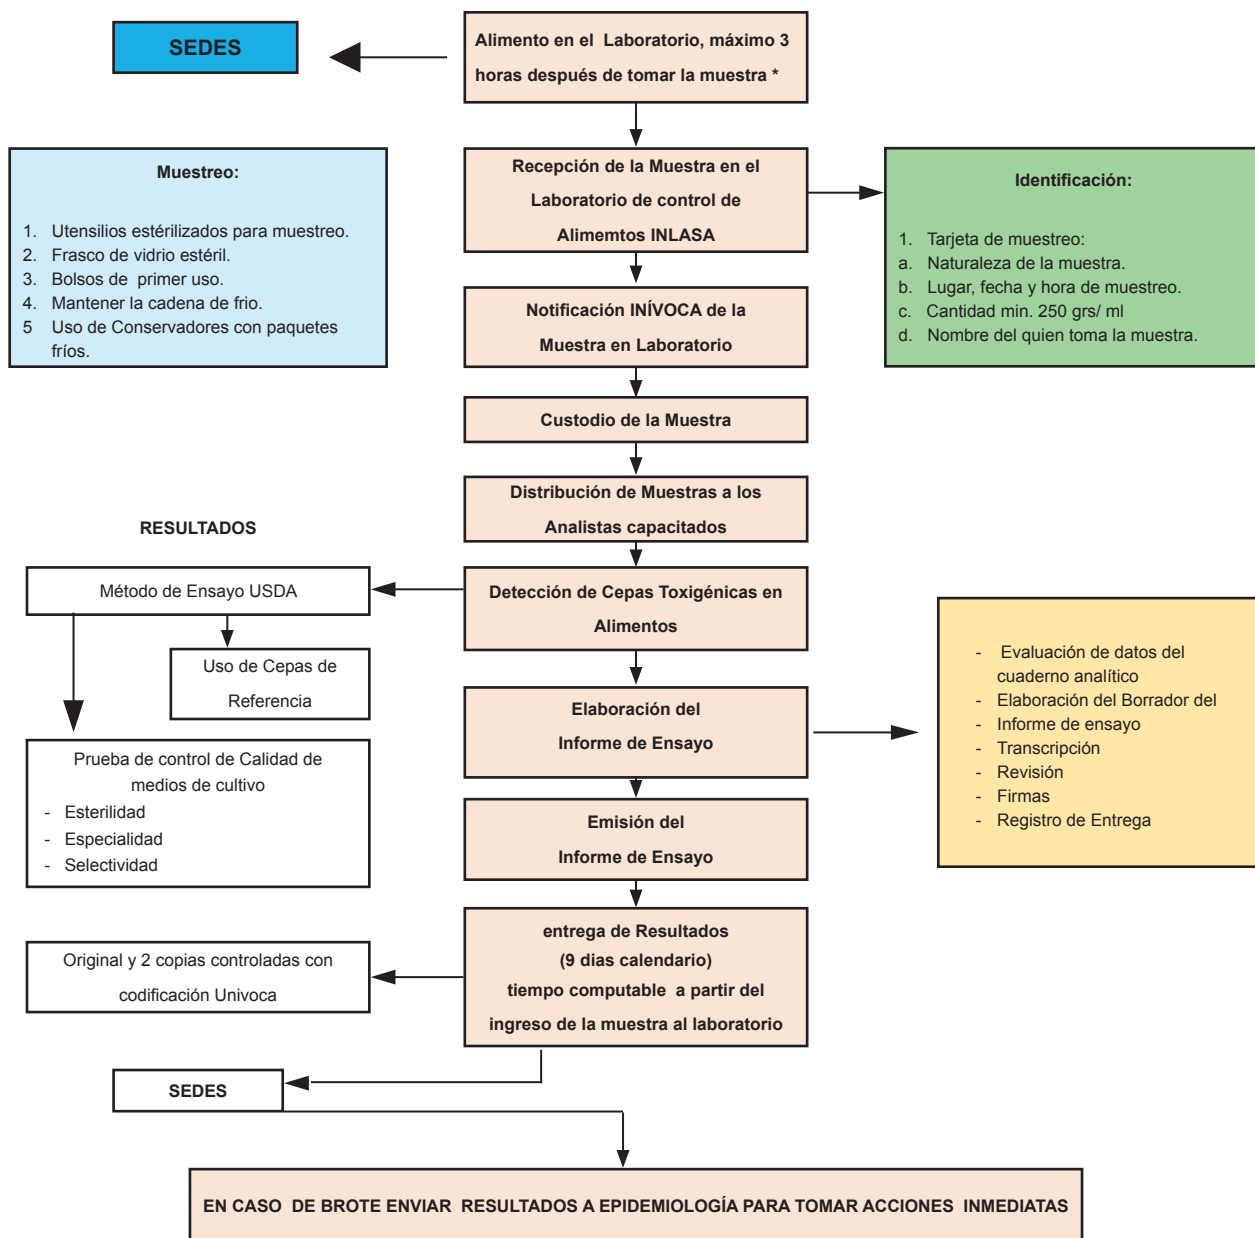 SEDES
Alimento en el Laboratorio, máximo 3
horas después de tomar la muestra *
Muestreo:
1. Utensilios estérilizados para muestreo.
2. Frasco de vidrio estéril.
3. Bolsos de primer uso.
4. Mantener la cadena de frio.
5 Uso de Conservadores con paquetes
fríos.
Recepción de la Muestra en el
Laboratorio de control de
Alimemtos INLASA
Identificación:
1. Tarjeta de muestreo:
a. Naturaleza de la muestra.
b. Lugar, fecha y hora de muestreo.
c. Cantidad min. 250 grs/ ml
d. Nombre del quien toma la muestra.
Notificación INÍVOCA de la
Muestra en Laboratorio
Custodio de la Muestra
Distribución de Muestras a los
Analistas capacitados
RESULTADOS
Método de Ensayo USDA
Detección de Cepas Toxigénicas en
Alimentos
Uso de Cepas de
Referencia
Prueba de control de Calidad de
medios de cultivo
- Esterilidad
- Especialidad
- Selectividad
Elaboración del
Informe de Ensayo
- Evaluación de datos del
cuaderno analítico
- Elaboración del Borrador del
- Informe de ensayo
- Transcripción
- Revisión
- Firmas
- Registro de Entrega
Emisión del
Informe de Ensayo
entrega de Resultados
(9 dias calendario)
tiempo computable a partir del
ingreso de la muestra al laboratorio
Original y 2 copias controladas con
codificación Univoca
SEDES
EN CASO DE BROTE ENVIAR RESULTADOS A EPIDEMIOLOGÍA PARA TOMAR ACCIONES INMEDIATAS